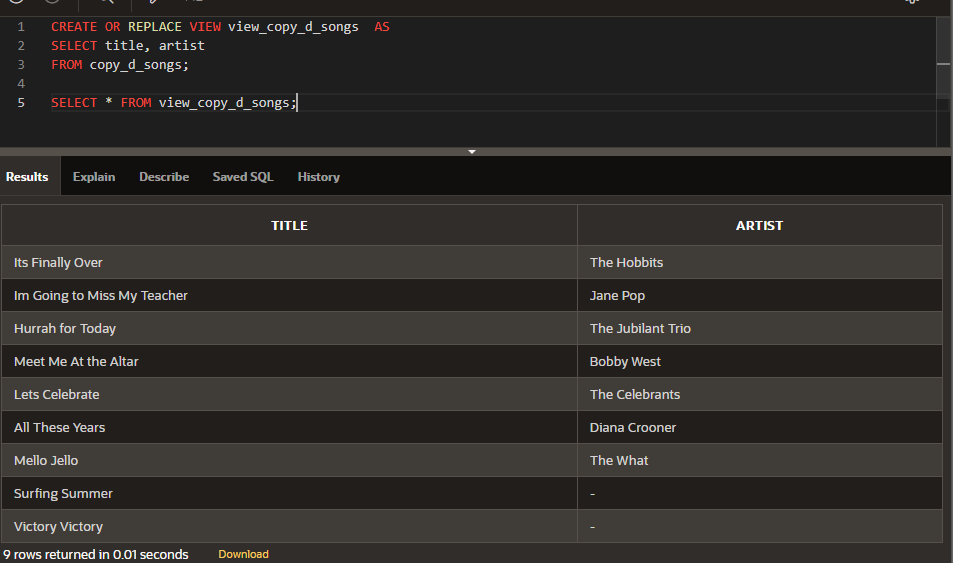 1 CREATE OR REPLACE VIEW view_copy_d_songs  AS
2 SELECT title, artist
3 FROM copy_d_songs;
4
5 SELECT * FROM view_copy_d_songs;
Results Explain Describe Saved SQL History
TITLE ARTIST
Its Finally Over The Hobbits
Im Going to Miss My Teacher Jane Pop
Hurrah for Today The Jubilant Trio
Meet Me At the Altar Bobby West
Lets Celebrate The Celebrants
All These Years Diana Crooner
Mello Jello The What
Surfing Summer -
Victory Victory -
9 rows returned in 0.01 seconds Download